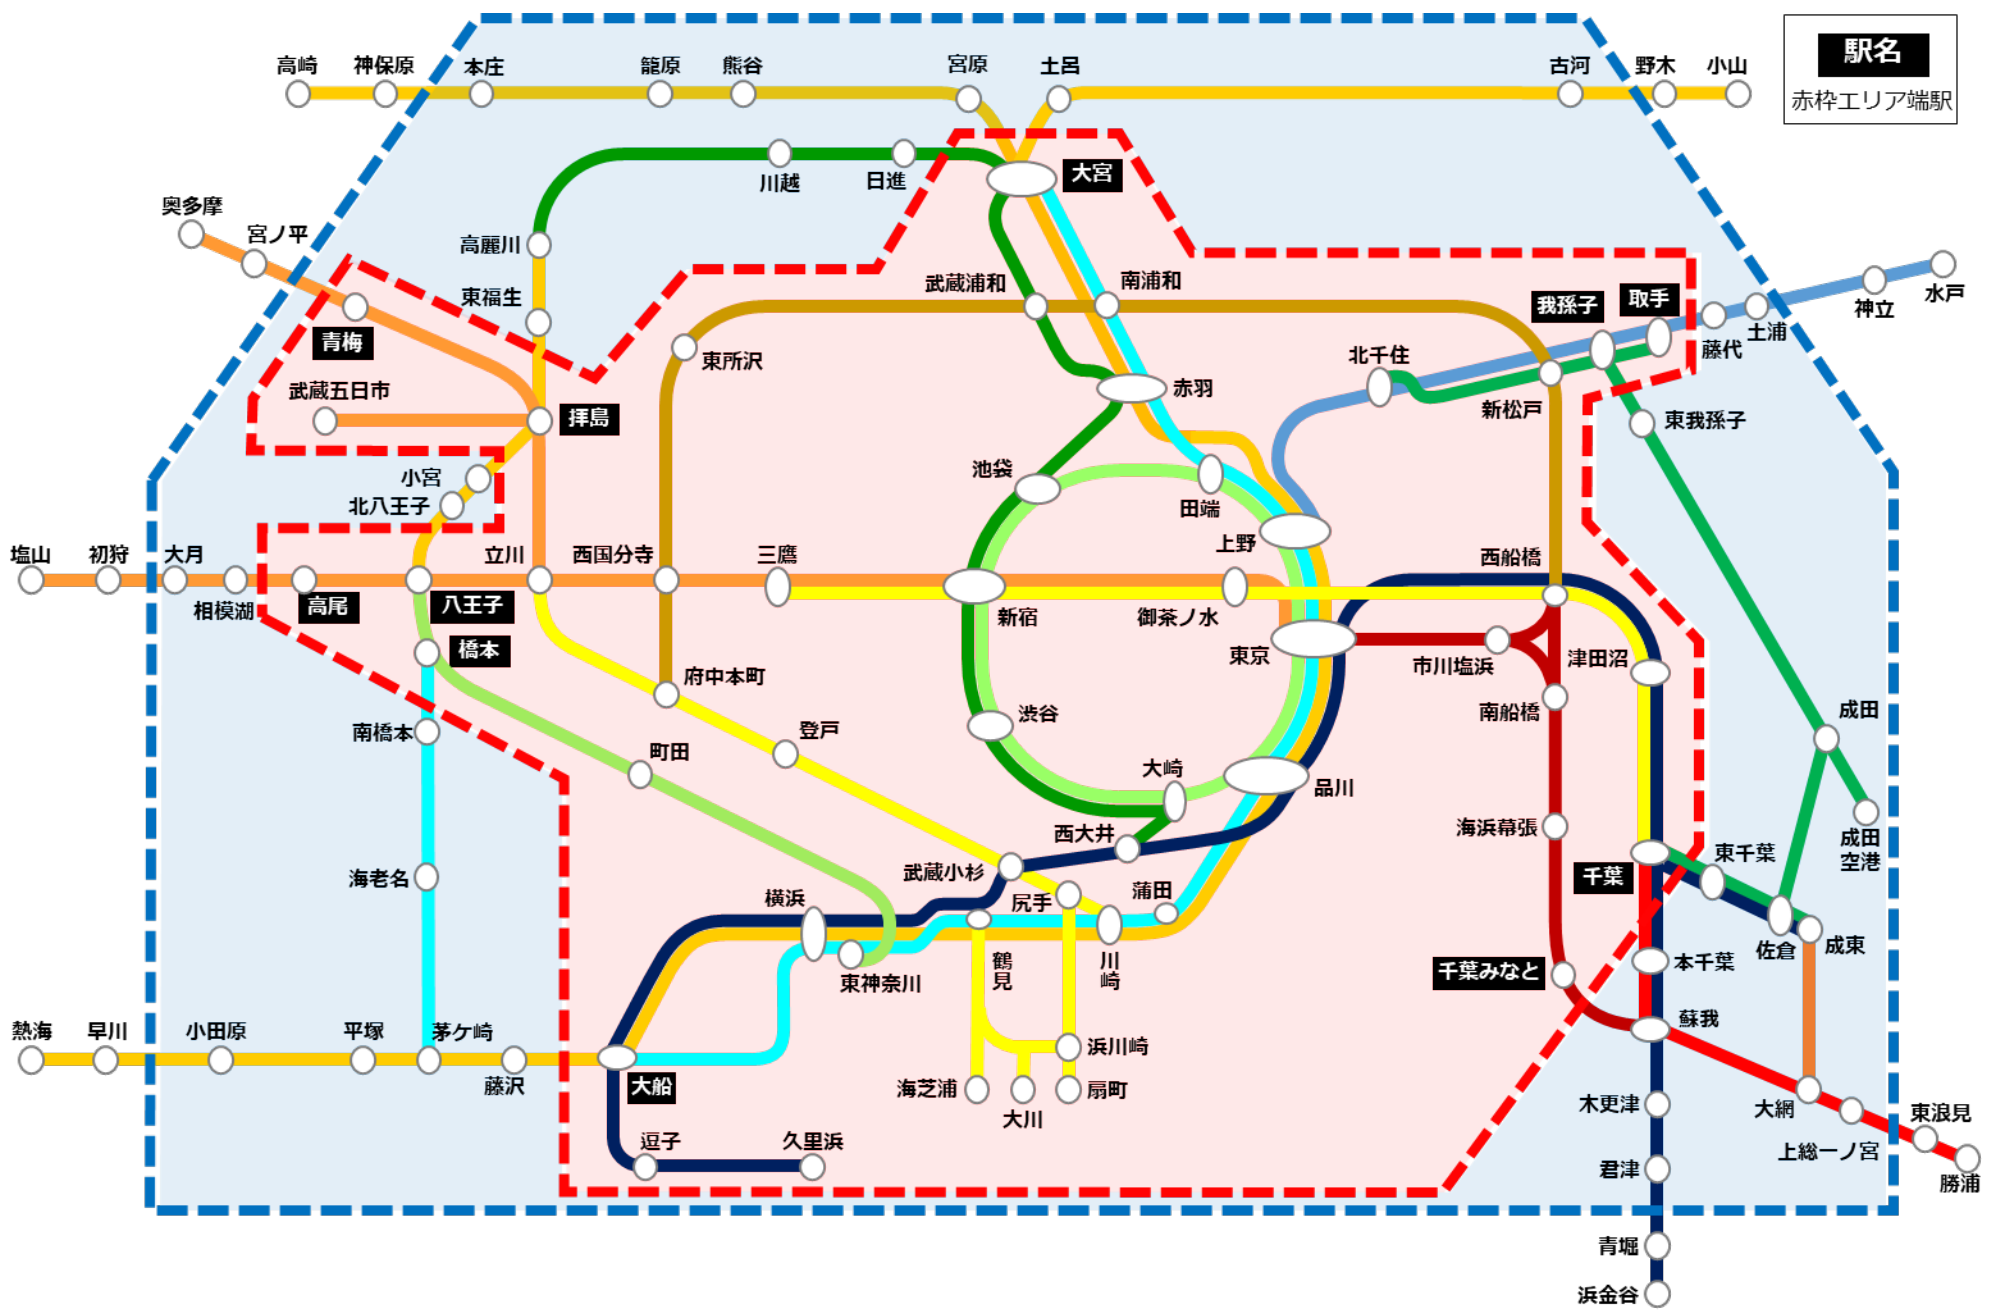 駅名
赤枠エリア端駅
高崎
神保原
本庄
籠原
熊谷
宮原
土呂
古河
野木
小山
川越
日進
大宮
奥多摩
宮ノ平
高麗川
東福生
武蔵浦和
南浦和
我孫子
取手
藤代
土浦
神立
水戸
青梅
東所沢
北千住
新松戸
武蔵五日市
拝島
赤羽
東我孫子
小宮
北八王子
池袋
田端
上野
塩山
初狩
大月
相模湖
高尾
八王子
立川
西国分寺
三鷹
新宿
御茶ノ水
西船橋
橋本
東京
市川塩浜
津田沼
府中本町
南船橋
南橋本
町田
登戸
渋谷
大崎
品川
成田
成田
空港
海老名
西大井
武蔵小杉
海浜幕張
千葉
東千葉
横浜
尻手
蒲田
佐倉
成東
東神奈川
鶴見
川崎
千葉みなと
本千葉
熱海
早川
小田原
平塚
茅ケ崎
藤沢
大船
浜川崎
蘇我
海芝浦
大川
扇町
木更津
大網
上総一ノ宮
東浪見
勝浦
逗子
久里浜
君津
青堀
浜金谷